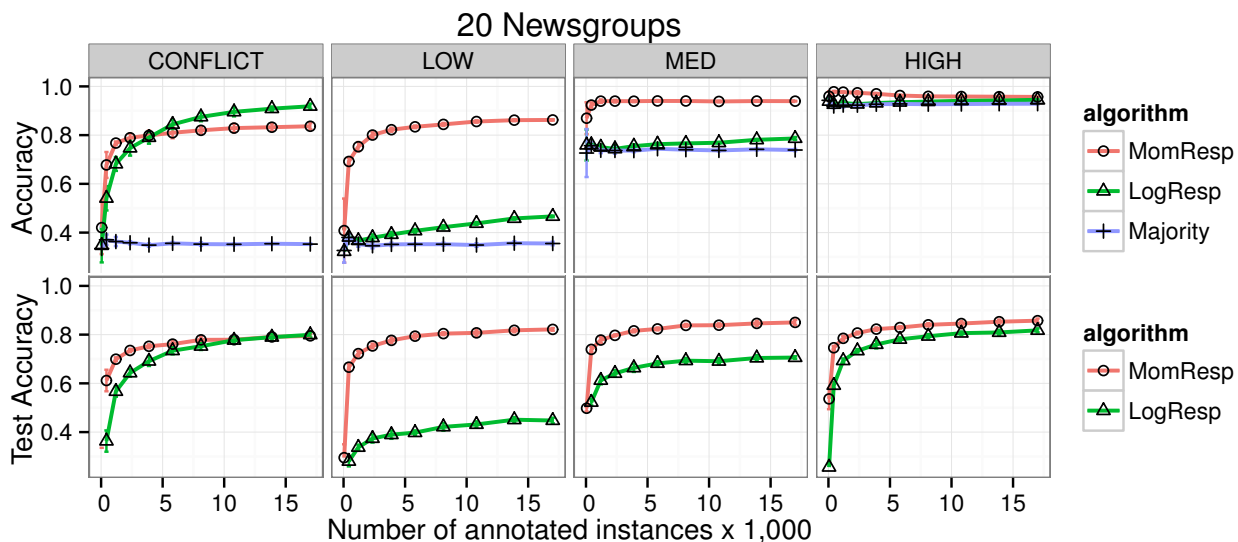 20 Newsgroups
CONFLICT LOW MED HIGH
Accuracy
1.0
0.8
0.6
0.4
algorithm
MomResp
LogResp
Majority
Test Accuracy
1.0
0.8
0.6
0.4
algorithm
MomResp
LogResp
0 5 10 15 0 5 10 15 0 5 10 15 0 5 10 15
Number of annotated instances x 1,000